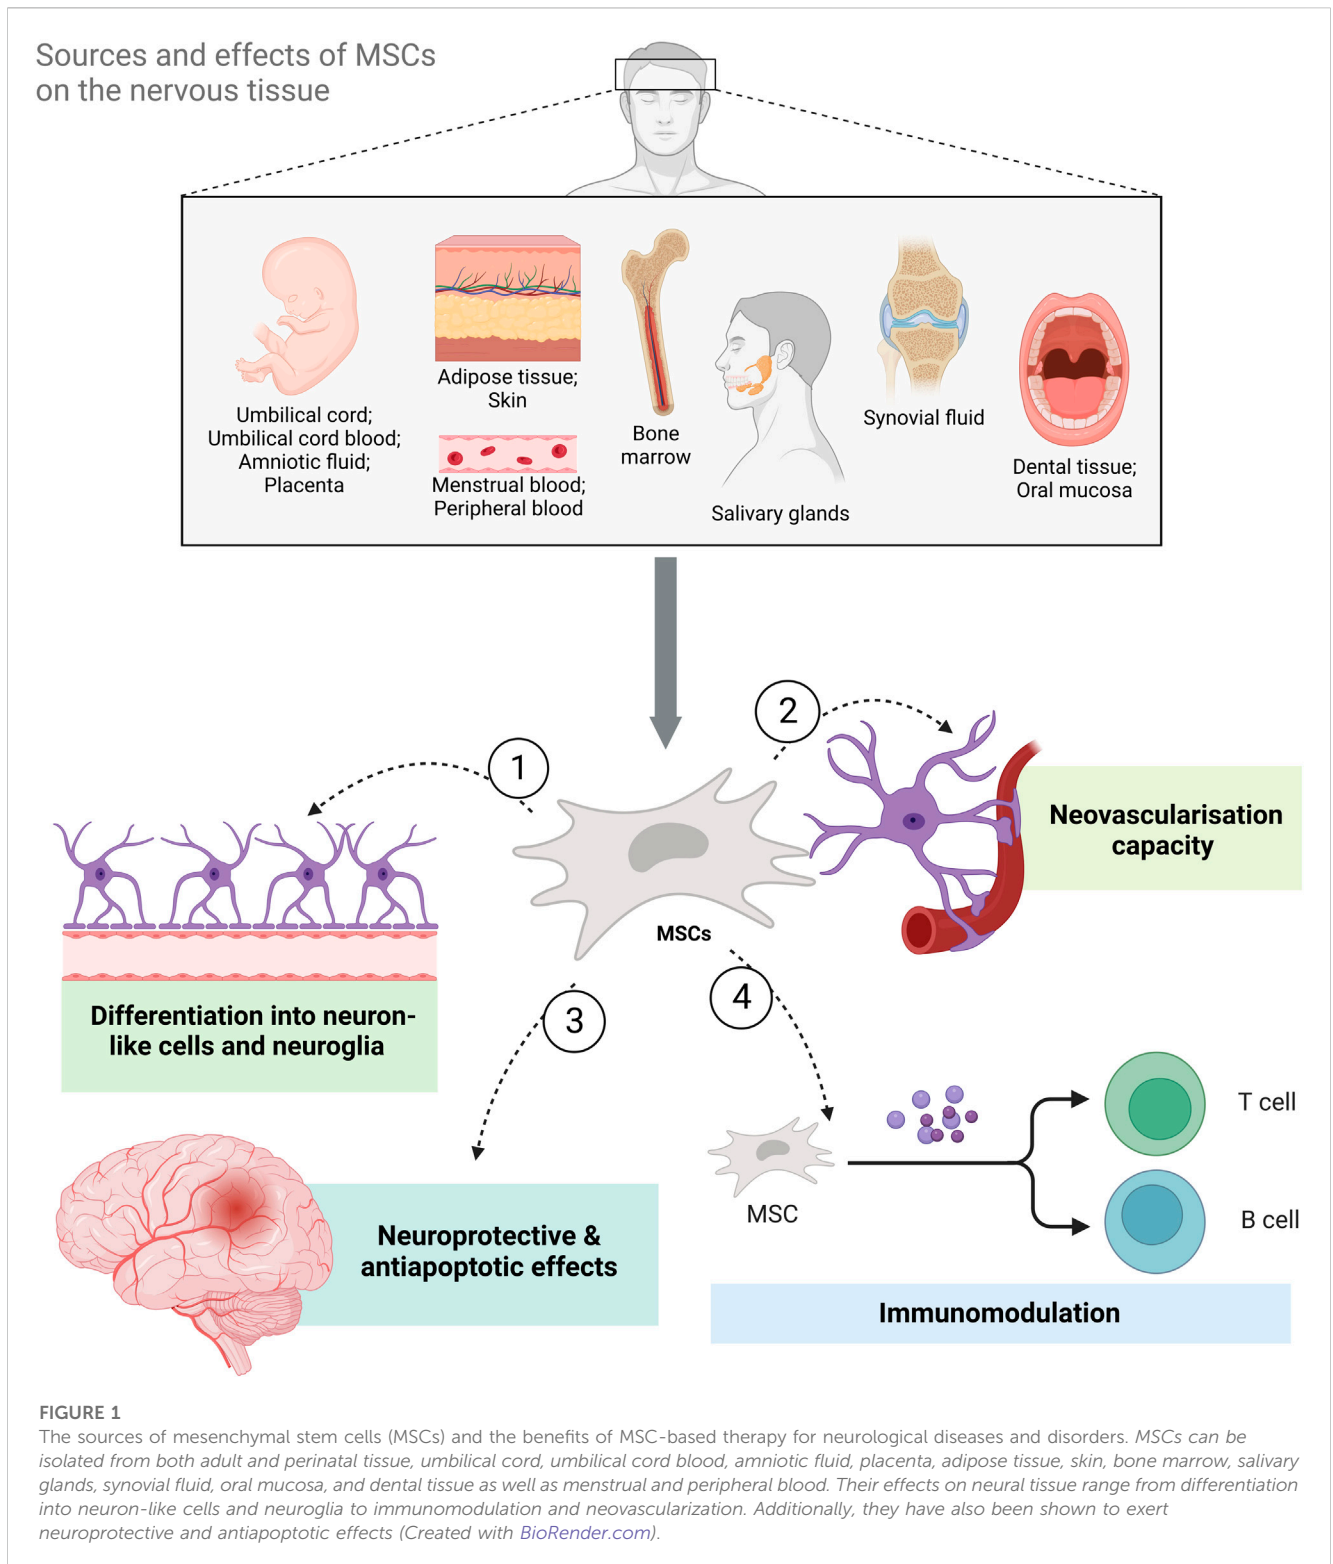 Sources and effects of MSCs
on the nervous tissue
Umbilical cord;
Umbilical cord blood;
Amniotic fluid;
Placenta
Adipose tissue;
Skin
Menstrual blood;
Peripheral blood
Bone
marrow
Salivary glands
Synovial fluid
Dental tissue;
Oral mucosa
1
2
Neovascularisation
capacity
MSCs
Differentiation into neuron-
like cells and neuroglia
3
4
Neuroprotective &
antiapoptotic effects
MSC
T cell
B cell
Immunomodulation
FIGURE 1
The sources of mesenchymal stem cells (MSCs) and the benefits of MSC-based therapy for neurological diseases and disorders. MSCs can be
isolated from both adult and perinatal tissue, umbilical cord, umbilical cord blood, amniotic fluid, placenta, adipose tissue, skin, bone marrow, salivary
glands, synovial fluid, oral mucosa, and dental tissue as well as menstrual and peripheral blood. Their effects on neural tissue range from differentiation
into neuron-like cells and neuroglia to immunomodulation and neovascularization. Additionally, they have also been shown to exert
neuroprotective and antiapoptotic effects (Created with BioRender.com).